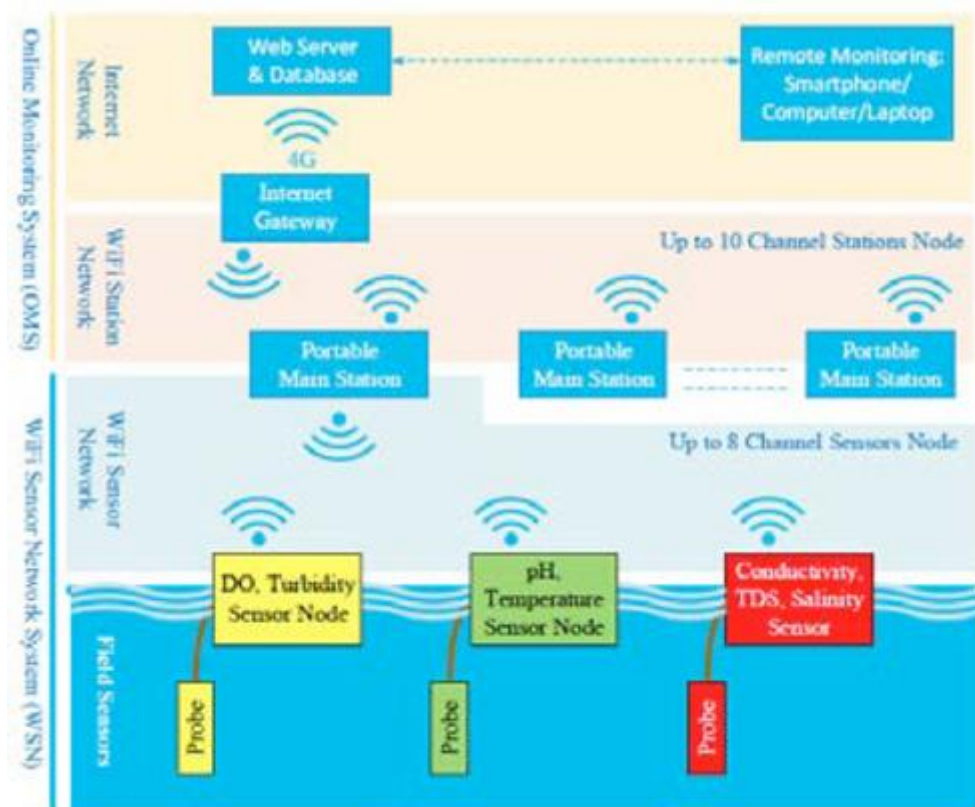 Online Monitoring System (OMS)
Internet
Network
Web Server
& Database
Remote Monitoring:
Smartphone/
Computer/Laptop
4G
Internet
Gateway
WiFi Station
Network
Up to 10 Channel Stations Node
Portable
Main Station
Portable
Main Station
Portable
Main Station
WiFi Sensor Network System (WSN)
WiFi Sensor
Network
Up to 8 Channel Sensors Node
DO, Turbidity
Sensor Node
pH,
Temperature
Sensor Node
Conductivity,
TDS, Salinity
Sensor
Field Sensors
Probe
Probe
Probe